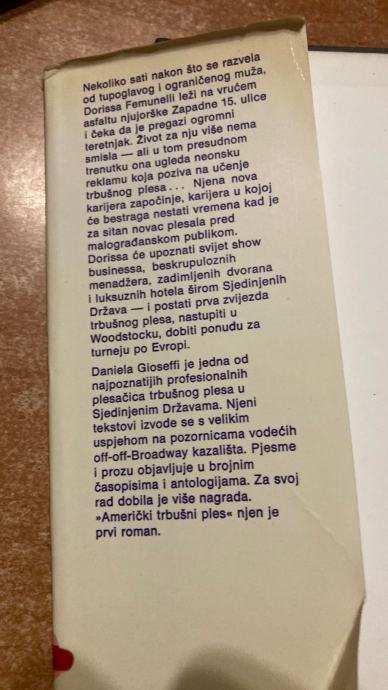 Nekoliko sati nakon što se razvela
od tupoglavog i ograničenog muža,
Dorissa Femunelli leži na vrućem
asfaltu njujorške Zapadne 15. ulice
i čeka da je pregazi ogromni
teretnjak. Život za nju više nema
smisla — ali u tom presudnom
trenutku ona ugleda neonsku
reklamu koja poziva na učenje
trbušnog plesa... Njena nova
karijera započinje, karijera u kojoj
će bestraga nestati vremena kad je
za sitan novac plesala pred
malograđanskom publikom.
Dorissa će upoznati svijet show
businessa, beskrupuloznih
menadžera, zadimljenih dvorana
i luksuznih hotela širom Sjedinjenih
Država — i postati prva zvijezda
trbušnog plesa, nastupiti u
Woodstocku, dobiti ponudu za
turneju po Evropi.
Daniela Gioseffi je jedna od
najpoznatijih profesionalnih
plesačica trbušnog plesa u
Sjedinjenim Državama. Njeni
tekstovi izvode se s velikim
uspjehom na pozornicama vodećih
off-off-Broadway kazališta. Pjesme
i prozu objavljuje u brojnim
časopisima i antologijama. Za svoj
rad dobila je više nagrada.
»Američki trbušni ples« njen je
prvi roman.